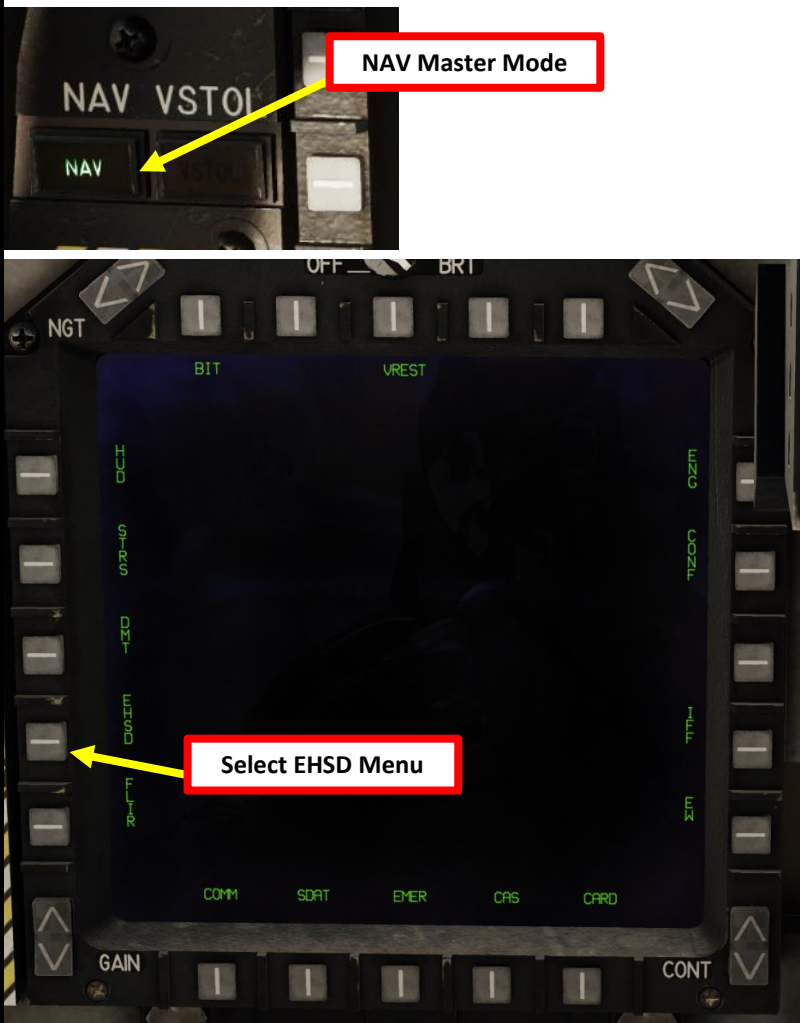 NAV Master Mode
NAV VSTOL
NAV VSTOL
OFF BRT
NGT
BIT VREST
HUD
ENG
STRS
CONF
DMT
EHSD
IFF
Select EHSD Menu
FLIR
EW
COMM SDAT EMER CAS CARD
GAIN CONT